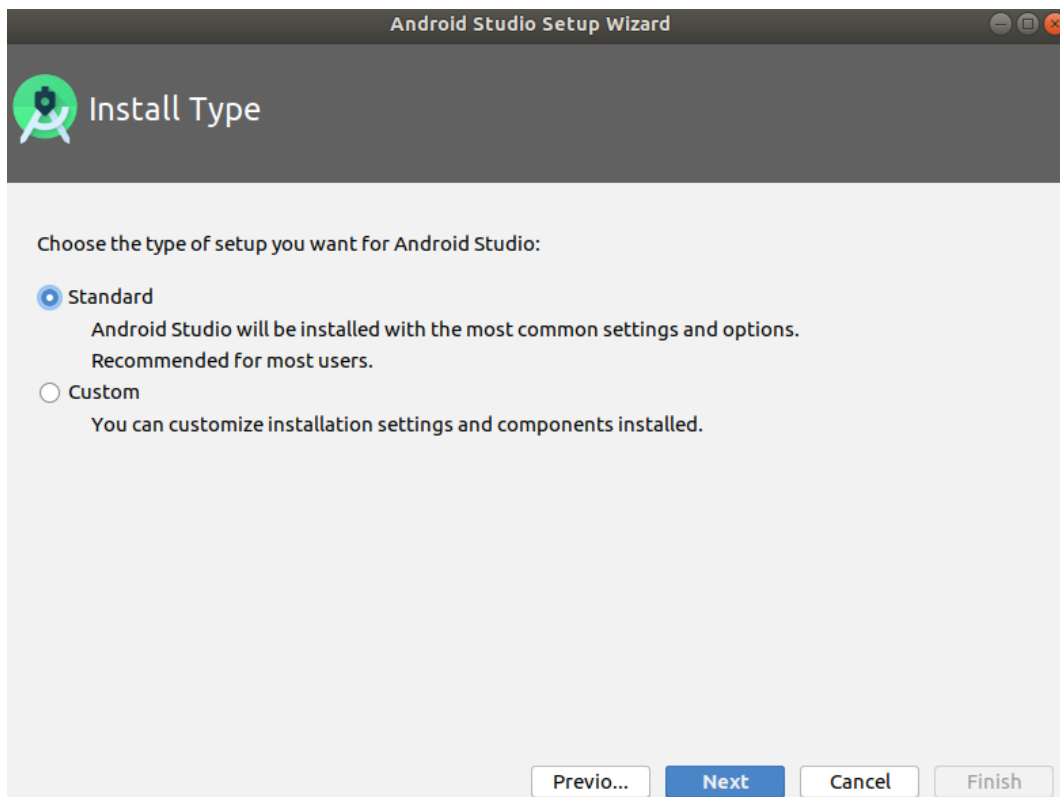 Android Studio Setup Wizard
Install Type
Choose the type of setup you want for Android Studio:
Standard
Android Studio will be installed with the most common settings and options.
Recommended for most users.
Custom
You can customize installation settings and components installed.
Previo... Next Cancel Finish